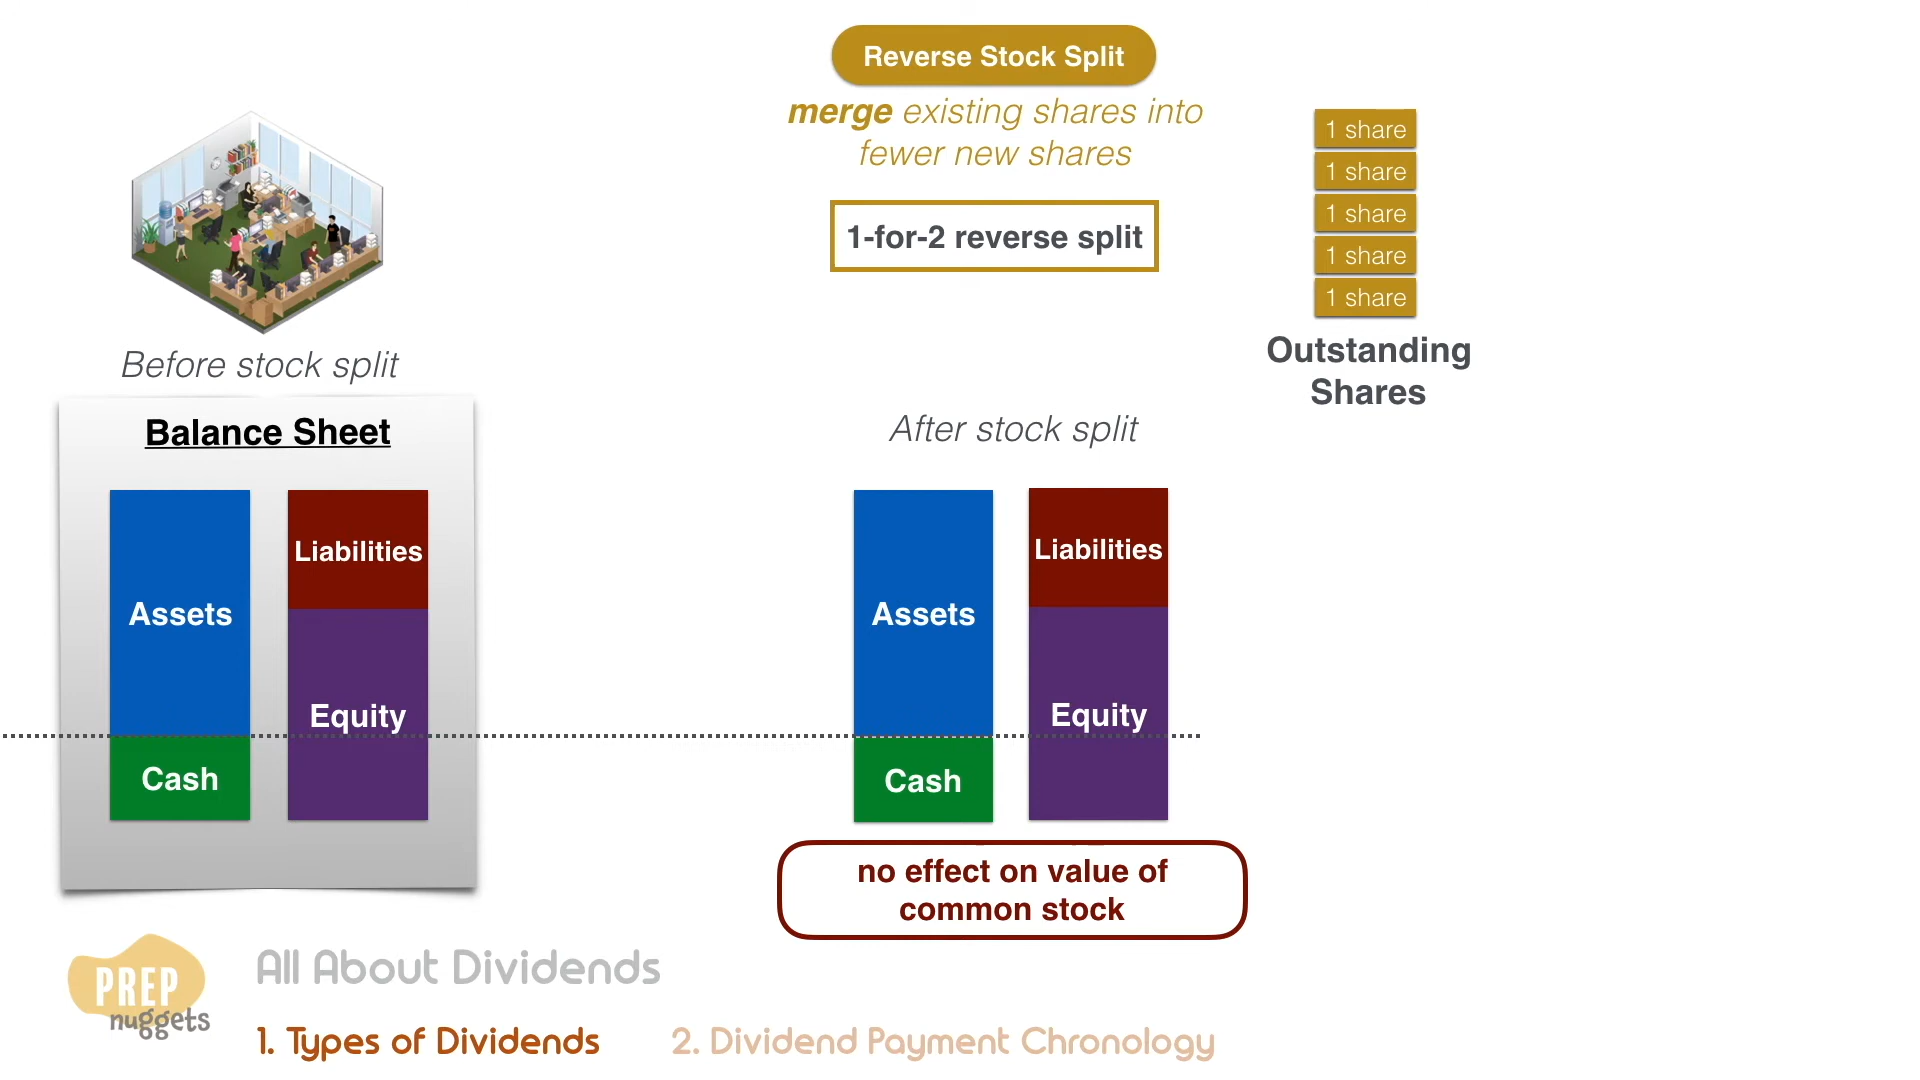 Reverse Stock Split
merge existing shares into
fewer new shares
1-for-2 reverse split
1 share
1 share
1 share
1 share
1 share
Outstanding
Shares
Before stock split
Balance Sheet
Assets
Liabilities
Equity
Cash
After stock split
Assets
Liabilities
Equity
Cash
no effect on value of
common stock
PREP
nuggets
All About Dividends
1. Types of Dividends
2. Dividend Payment Chronology